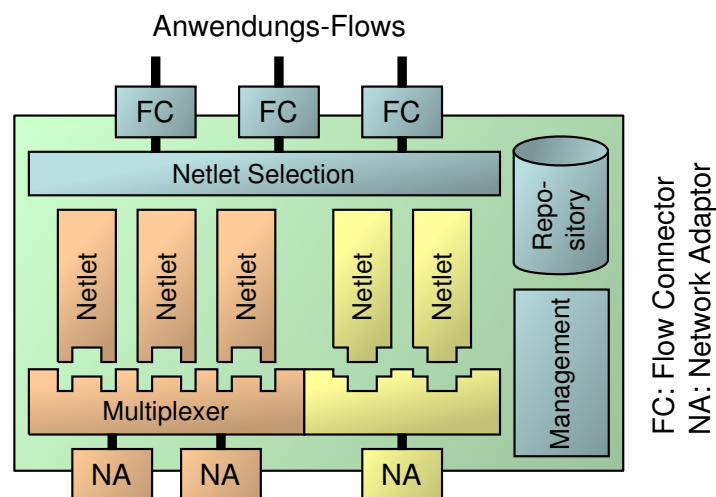 Anwendungs-Flows
FC
FC
FC
Netlet Selection
Repo-
sitory
Netlet
Netlet
Netlet
Netlet
Netlet
Management
Multiplexer
NA
NA
NA
FC: Flow Connector
NA: Network Adaptor